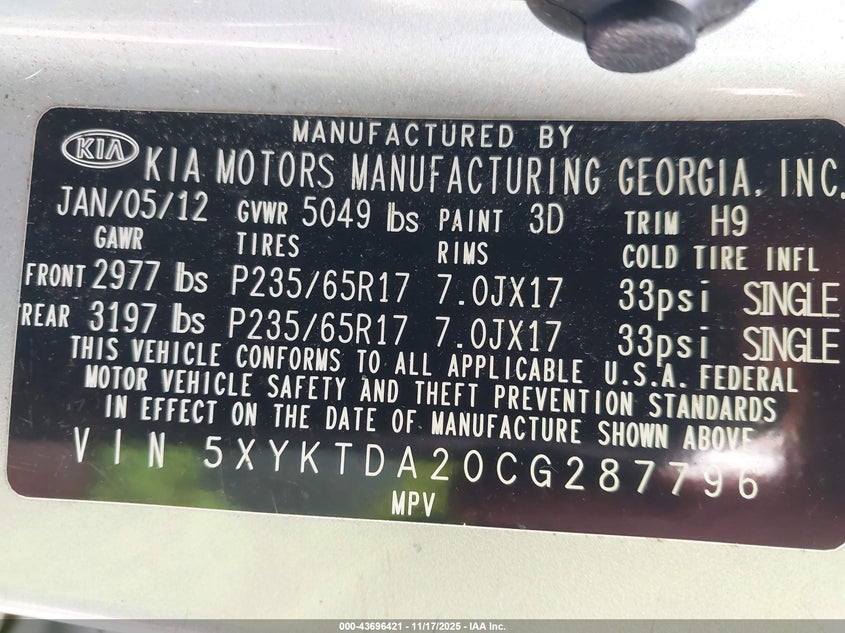 MANUFACTURED BY
KIA KIA MOTORS MANUFACTURING GEORGIA, INC.
JAN/05/12 GVWR 5049 lbs PAINT 3D TRIM H9
GAWR TIRES RIMS COLD TIRE INFL
FRONT 2977 lbs P235/65R17 7.0JX17 33psi SINGLE
REAR 3197 lbs P235/65R17 7.0JX17 33psi SINGLE
THIS VEHICLE CONFORMS TO ALL APPLICABLE U.S.A. FEDERAL
MOTOR VEHICLE SAFETY AND THEFT PREVENTION STANDARDS
IN EFFECT ON THE DATE OF MANUFACTURE SHOWN ABOVE
VIN 5XYKTDA20CG287796
MPV
000-43696421 - 11/17/2025 - IAA Inc.